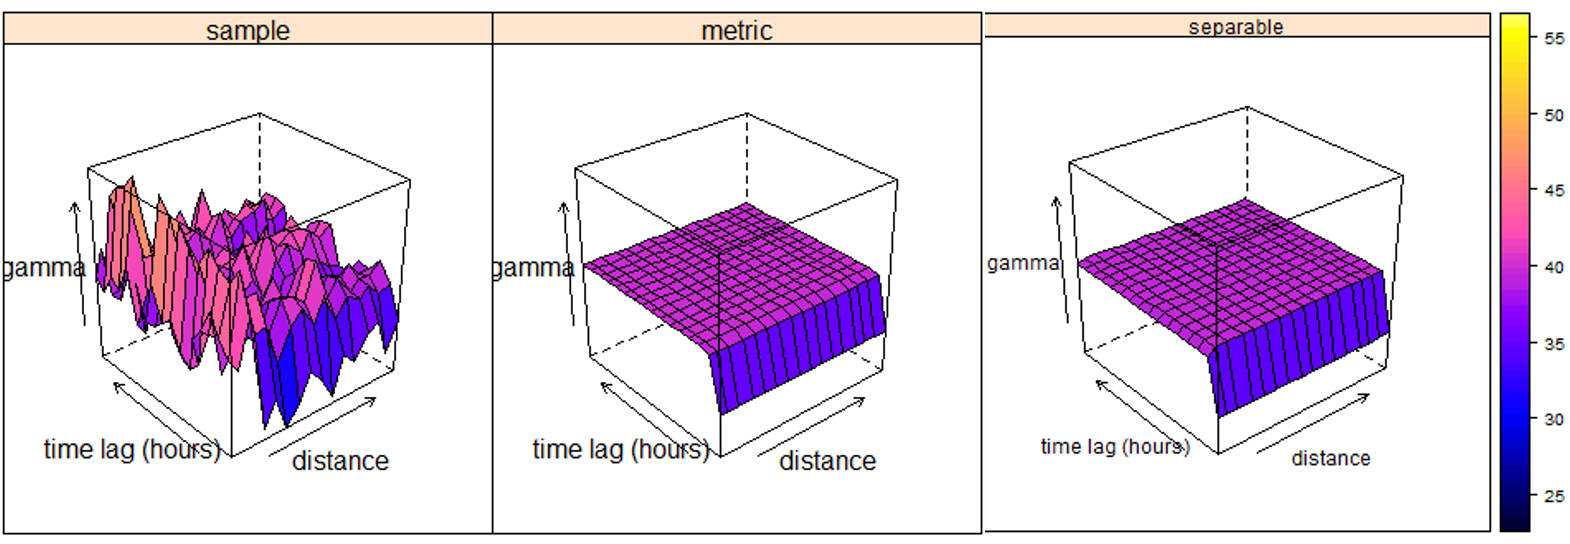 sample
metric
separable
gamma
time lag (hours)
distance
gamma
time lag (hours)
distance
gamma
time lag (hours)
distance
55
50
45
40
35
30
25